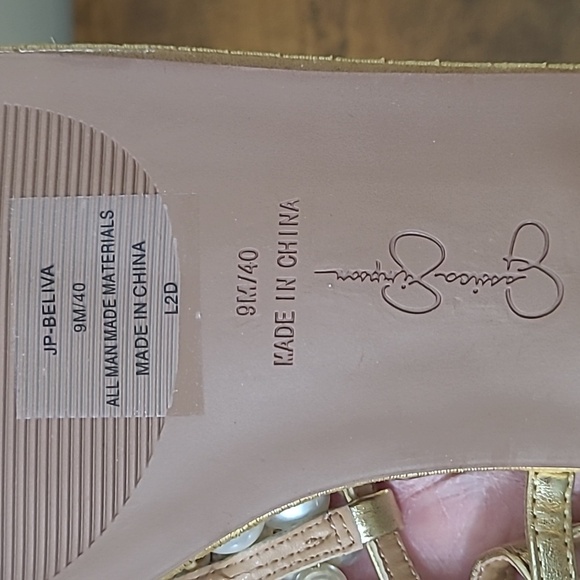 JP-BELIVA
9M/40
ALL MAN MADE MATERIALS
MADE IN CHINA
L2D
9M/40
MADE IN CHINA
Jessica Simpson